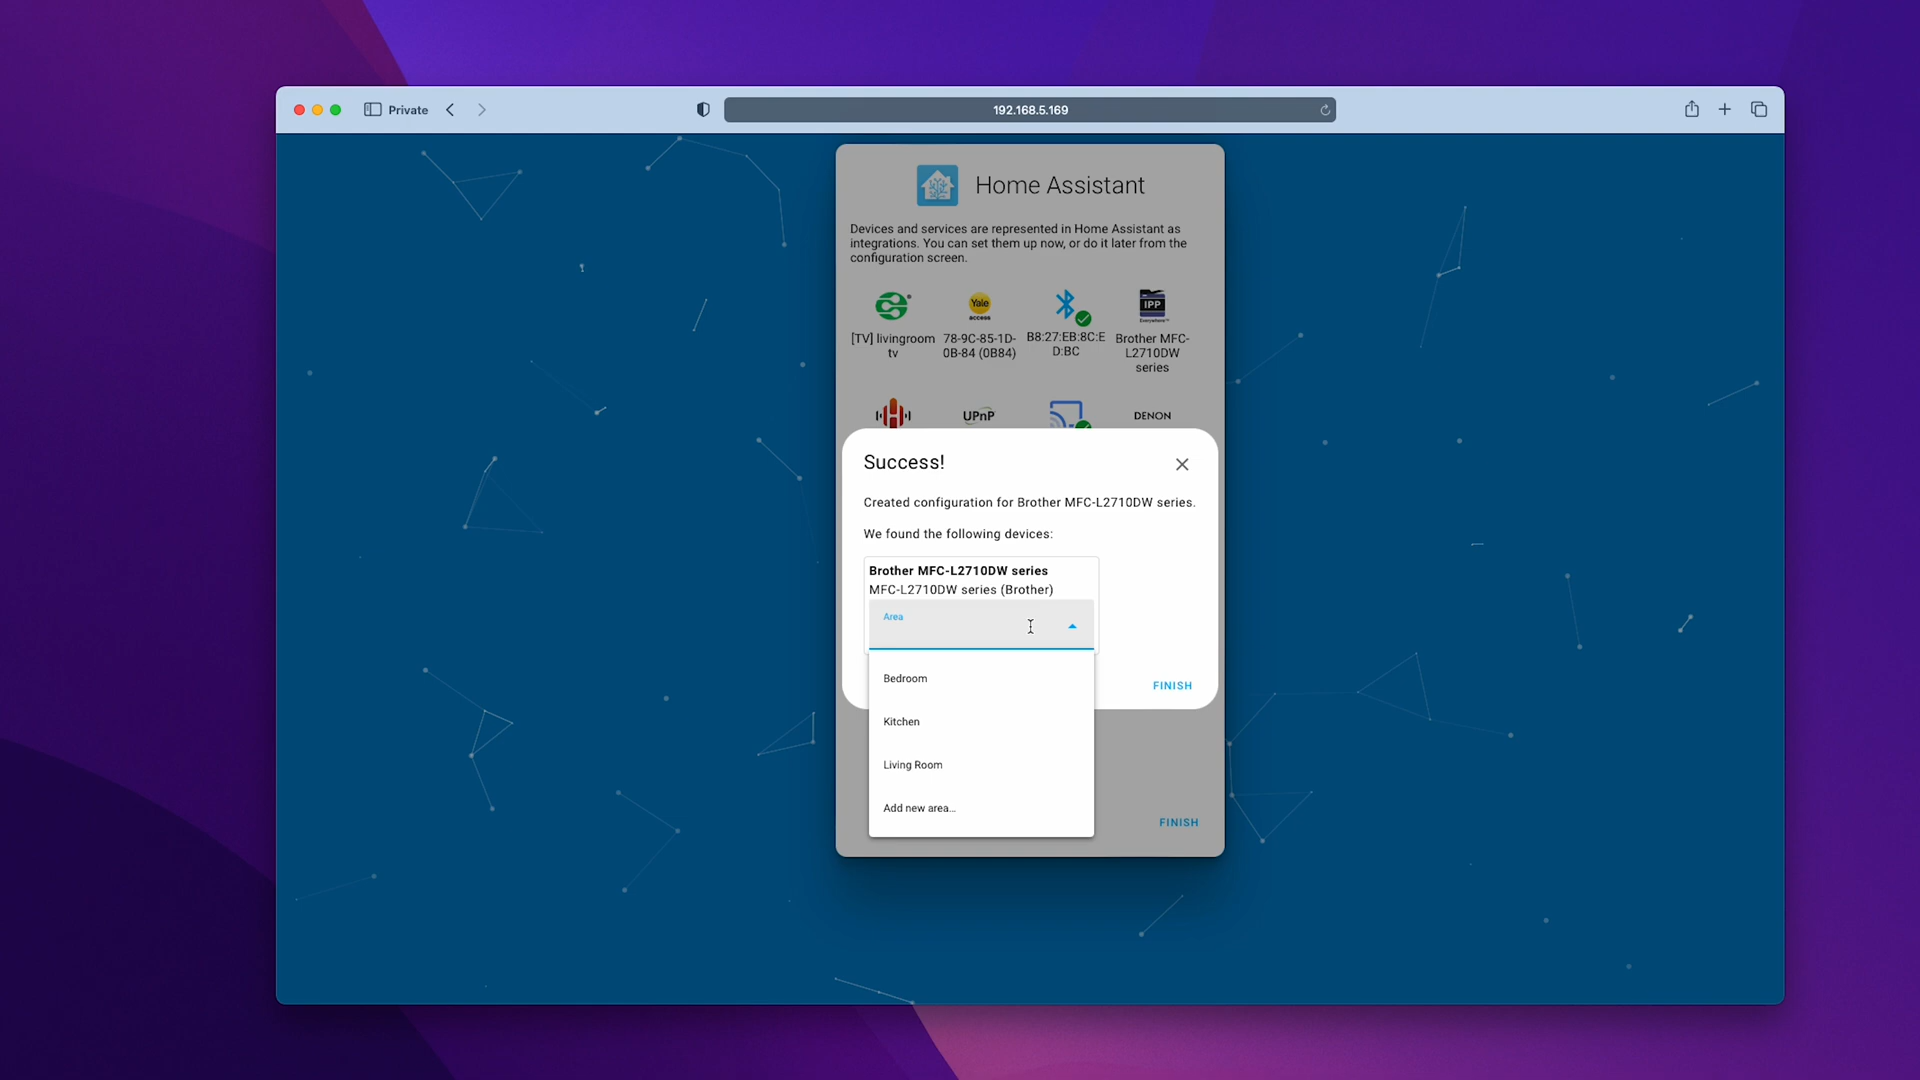 Private
192.168.5.169
Home Assistant
Devices and services are represented in Home Assistant as
integrations. You can set them up now, or do it later from the
configuration screen.
Yale
access
IPP
Everywhere™
[TV] livingroom
tv
78-9C-85-1D-
0B-84 (0B84)
B8:27:EB:8C:E
D:BC
Brother MFC-
L2710DW
series
UPnP
DENON
Success!
Created configuration for Brother MFC-L2710DW series.
We found the following devices:
Brother MFC-L2710DW series
MFC-L2710DW series (Brother)
Area
Bedroom
Kitchen
Living Room
Add new area…
FINISH
FINISH